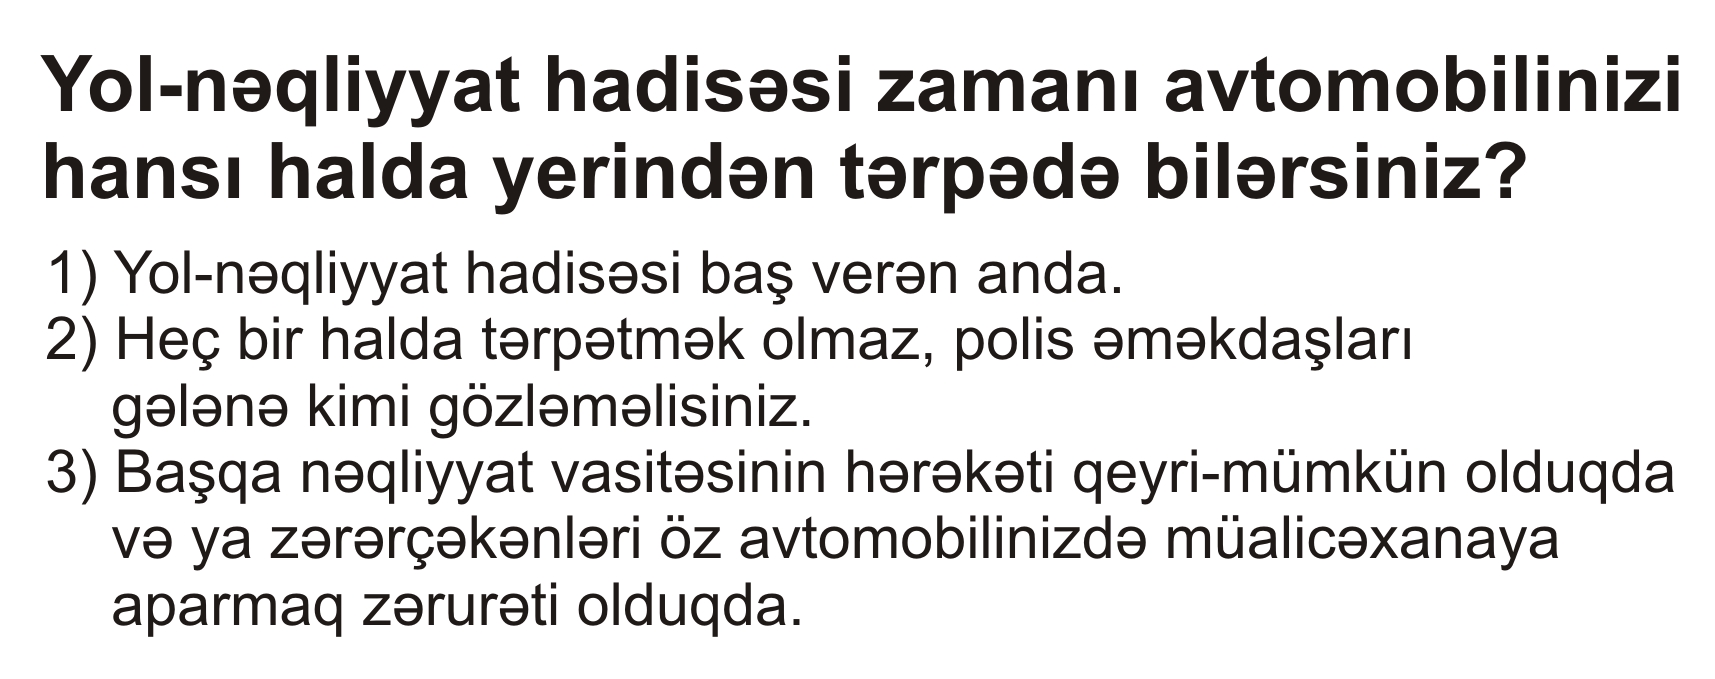 Yol-nəqliyyat hadisəsi zamanı avtomobilinizi
hansı halda yerindən tərpədə bilərsiniz?
1) Yol-nəqliyyat hadisəsi baş verən anda.
2) Heç bir halda tərpətmək olmaz, polis əməkdaşları
gələnə kimi gözləməlisiniz.
3) Başqa nəqliyyat vasitəsinin hərəkəti qeyri-mümkün olduqda
və ya zərərçəkənləri öz avtomobilinizdə müalicəxanaya
aparmaq zərurəti olduqda.